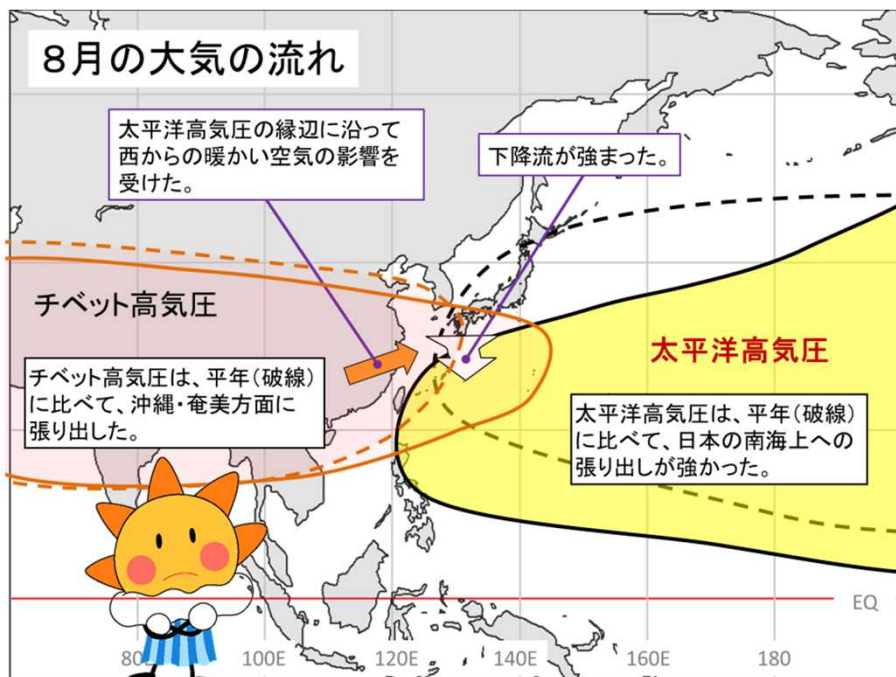 8月の大気の流れ
太平洋高気圧の縁辺に沿って
西からの暖かい空気の影響を
受けた。
下降流が強まった。
チベット高気圧
太平洋高気圧
チベット高気圧は、平年(破線)
に比べて、沖縄・奄美方面に
張り出した。
太平洋高気圧は、平年(破線)
に比べて、日本の南海上への
張り出しが強かった。
EQ
80 100E 120E 140E 160E 180